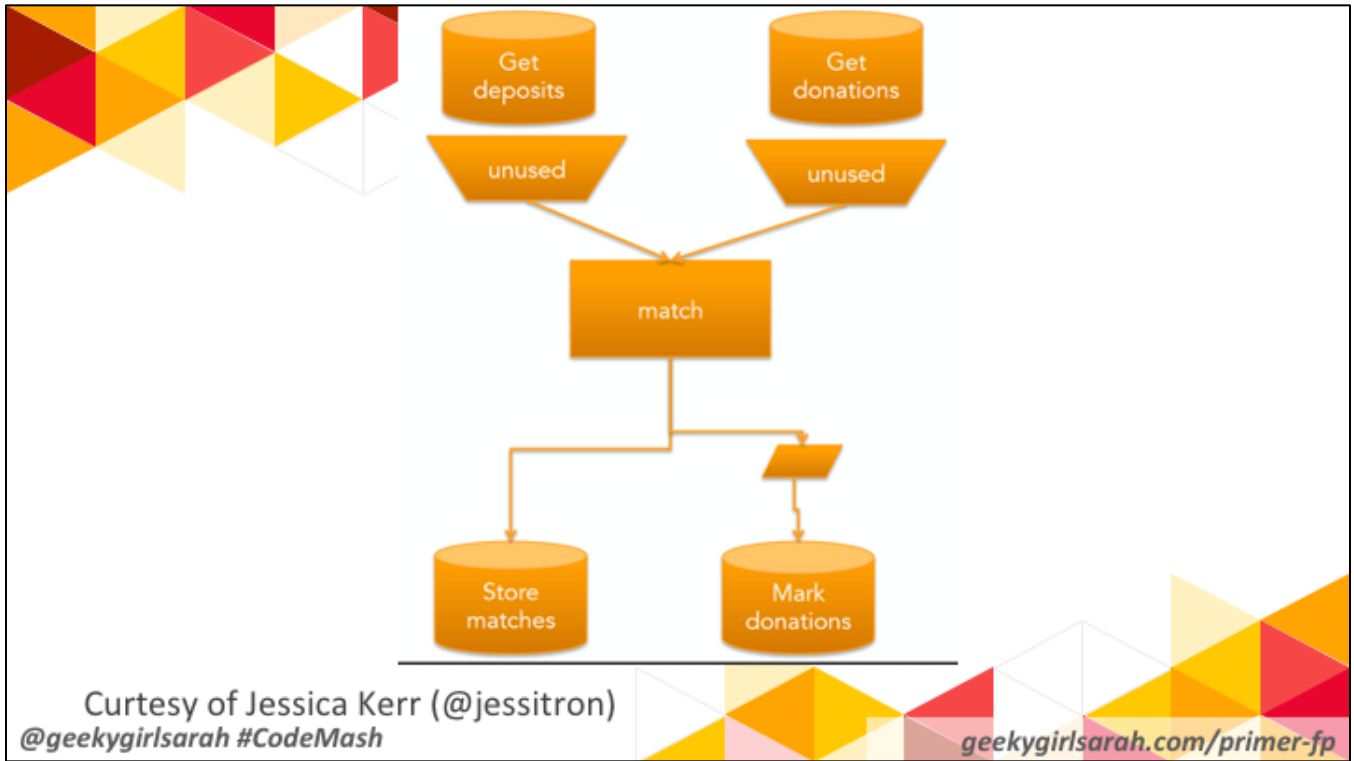 Get
deposits
Get
donations
unused
unused
match
Store
matches
Mark
donations
Curtesy of Jessica Kerr (@jessitron)
@geekygirlsarah #CodeMash
geekygirlsarah.com/primer-fp